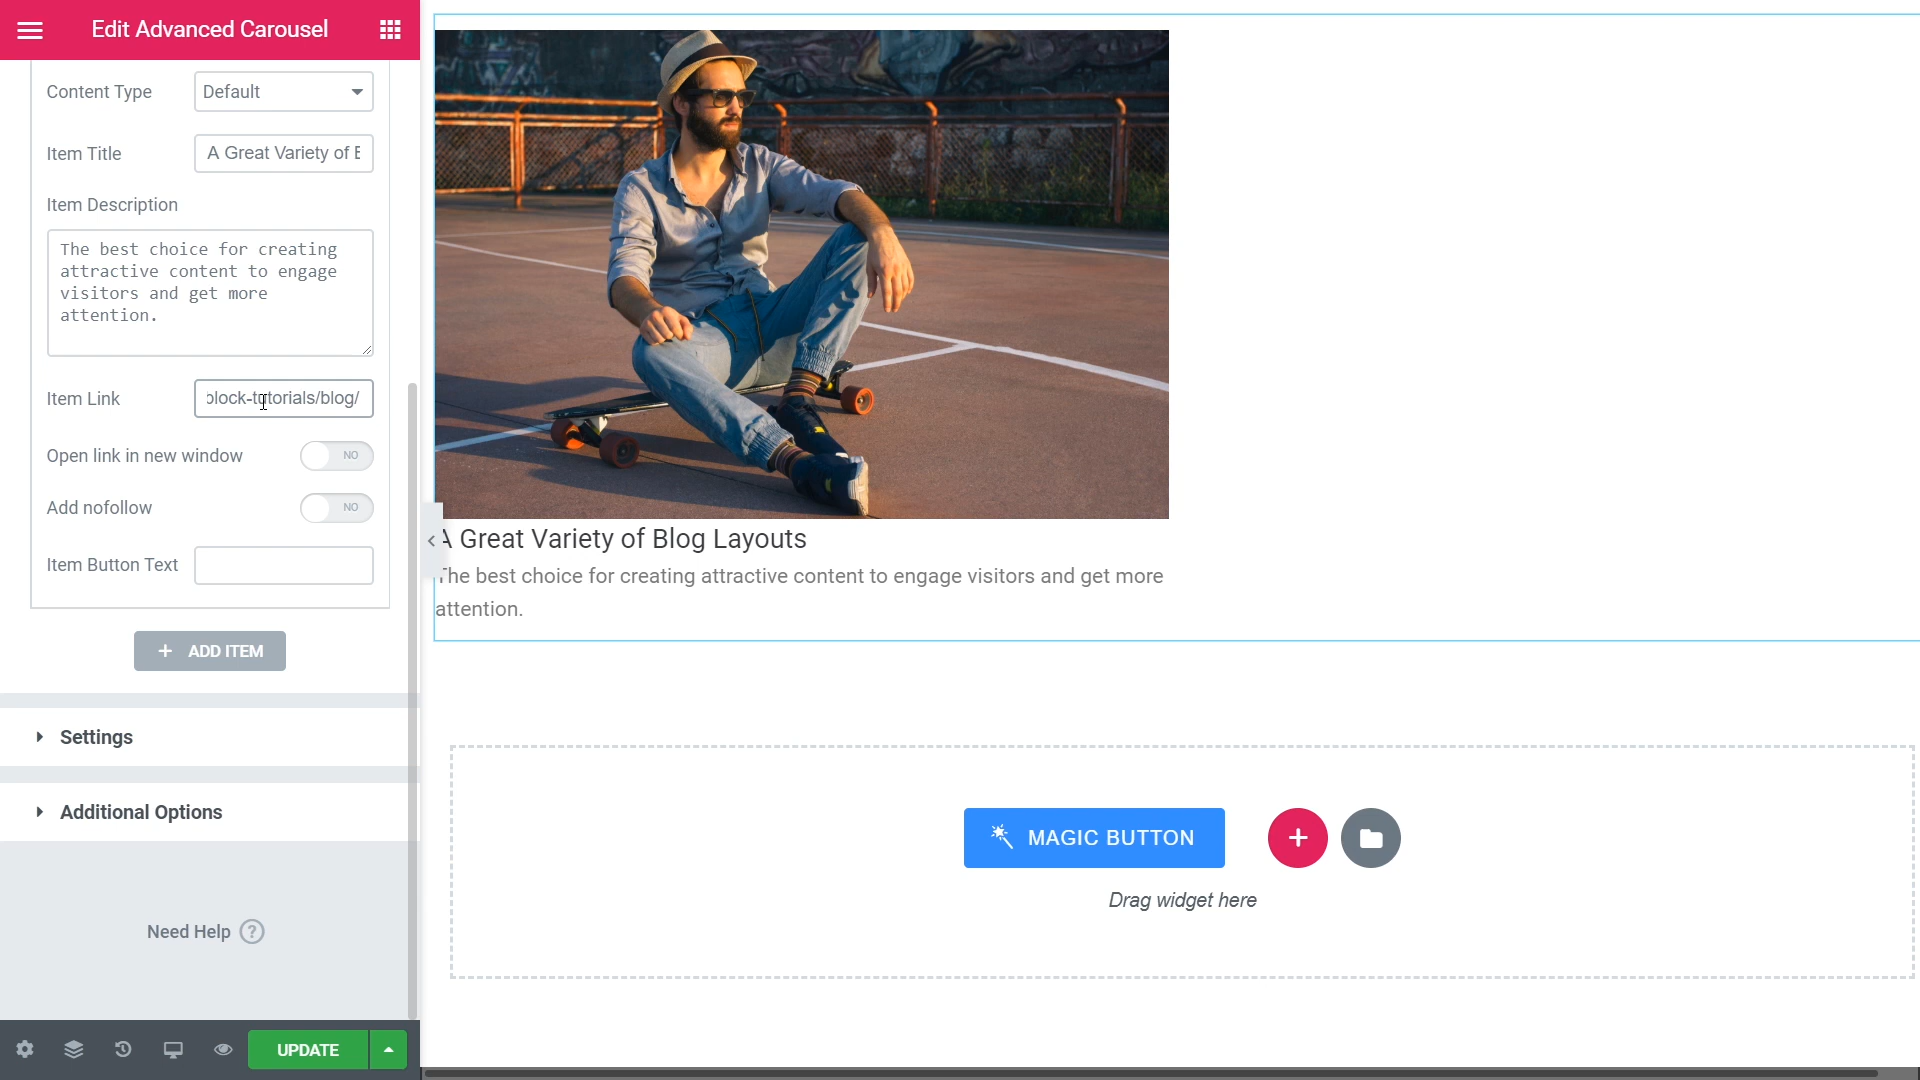 Edit Advanced Carousel
Content Type
Default
Item Title
A Great Variety of
Item Description
The best choice for creating
attractive content to engage
visitors and get more
attention.
Item Link
block-tutorials/blog/
Open link in new window
NO
Add nofollow
NO
Item Button Text
+ ADD ITEM
Settings
Additional Options
Need Help ?
UPDATE
A Great Variety of Blog Layouts
The best choice for creating attractive content to engage visitors and get more
attention.
MAGIC BUTTON
Drag widget here